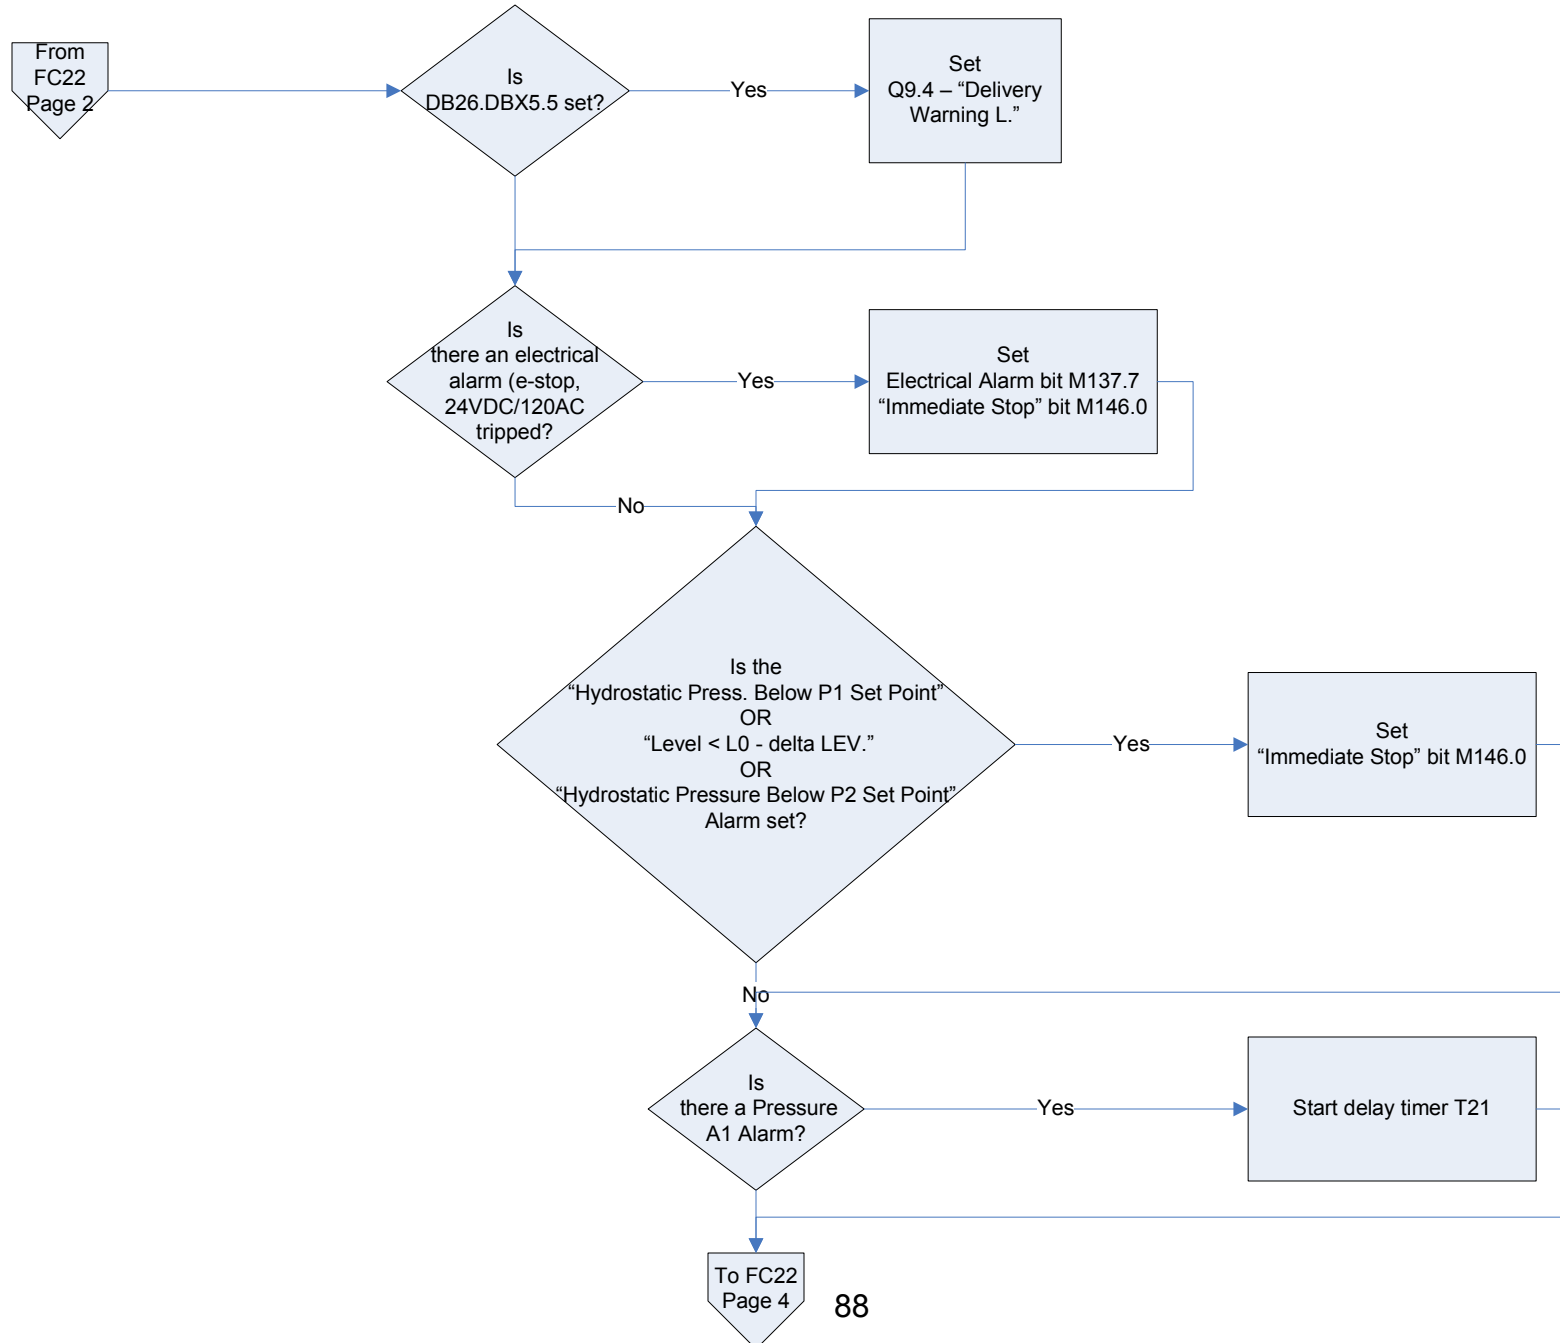 From
FC22
Page 2
Is
DB26.DBX5.5 set?
Yes
Set
Q9.4 – “Delivery
Warning L.”
Is
there an electrical
alarm (e-stop,
24VDC/120AC
tripped?
Yes
Set
Electrical Alarm bit M137.7
“Immediate Stop” bit M146.0
No
Is the
“Hydrostatic Press. Below P1 Set Point”
OR
“Level < L0 - delta LEV.”
OR
“Hydrostatic Pressure Below P2 Set Point”
Alarm set?
Yes
Set
“Immediate Stop” bit M146.0
No
Is
there a Pressure
A1 Alarm?
Yes
Start delay timer T21
To FC22
Page 4
88